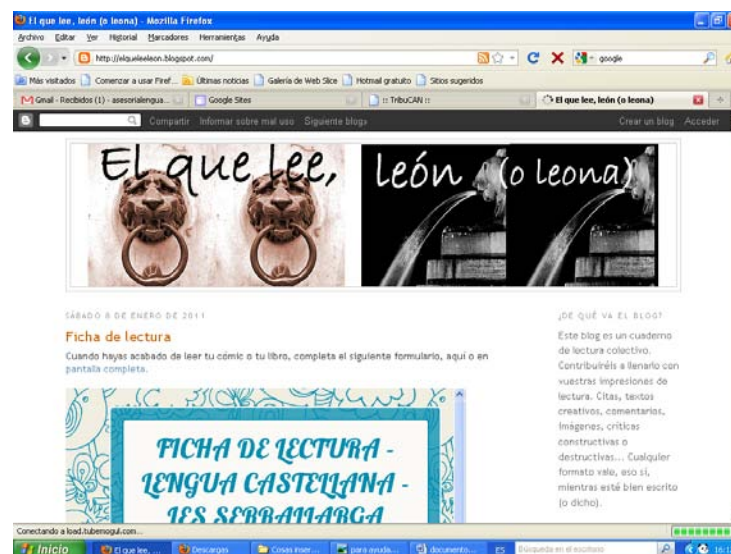 El que lee, león (o leona) - Mozilla Firefox
Archivo Editar Ver Historial Marcadores Herramientas Ayuda
http://elqueleeleon.blogspot.com/
google
Más visitados Comenzar a usar Firef... Últimas noticias Galería de Web Slice Hotmail gratuito Sitios sugeridos
Gmail - Recibidos (1) - asesorialengua... Google Sites :: TribuCAN :: El que lee, león (o leona)
Compartir Informar sobre mal uso Siguiente blog» Crear un blog Acceder
El que lee, león (o leona)
SÁBADO 8 DE ENERO DE 2011
Ficha de lectura
Cuando hayas acabado de leer tu cómic o tu libro, completa el siguiente formulario, aquí o en
pantalla completa.
FICHA DE LECTURA -
LENGUA CASTELLANA -
IES SERRALLARGA
¿DE QUÉ VA EL BLOG?
Este blog es un cuaderno
de lectura colectivo.
Contribuiréis a llenarlo con
vuestras impresiones de
lectura. Citas, textos
creativos, comentarios,
imágenes, críticas
constructivas o
destructivas... Cualquier
formato vale, eso sí,
mientras esté bien escrito
(o dicho).
Conectando a load.tubemogul.com...
Inicio El que lee, ... Descargas Cosas inser... para ayuda... documento... ES Búsqueda en el escritorio